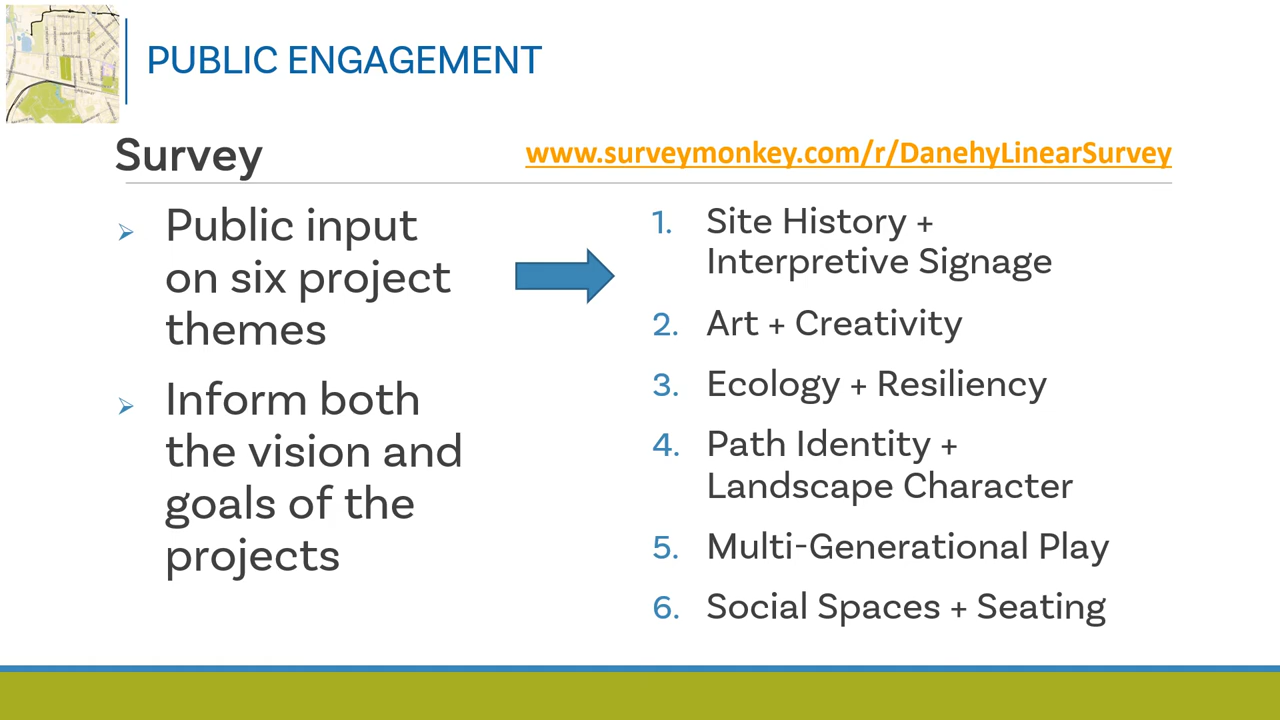 PUBLIC ENGAGEMENT
Survey
www.surveymonkey.com/r/DanehyLinearSurvey
Public input
on six project
themes
Inform both
the vision and
goals of the
projects
1. Site History +
Interpretive Signage
2. Art + Creativity
3. Ecology + Resiliency
4. Path Identity +
Landscape Character
5. Multi-Generational Play
6. Social Spaces + Seating